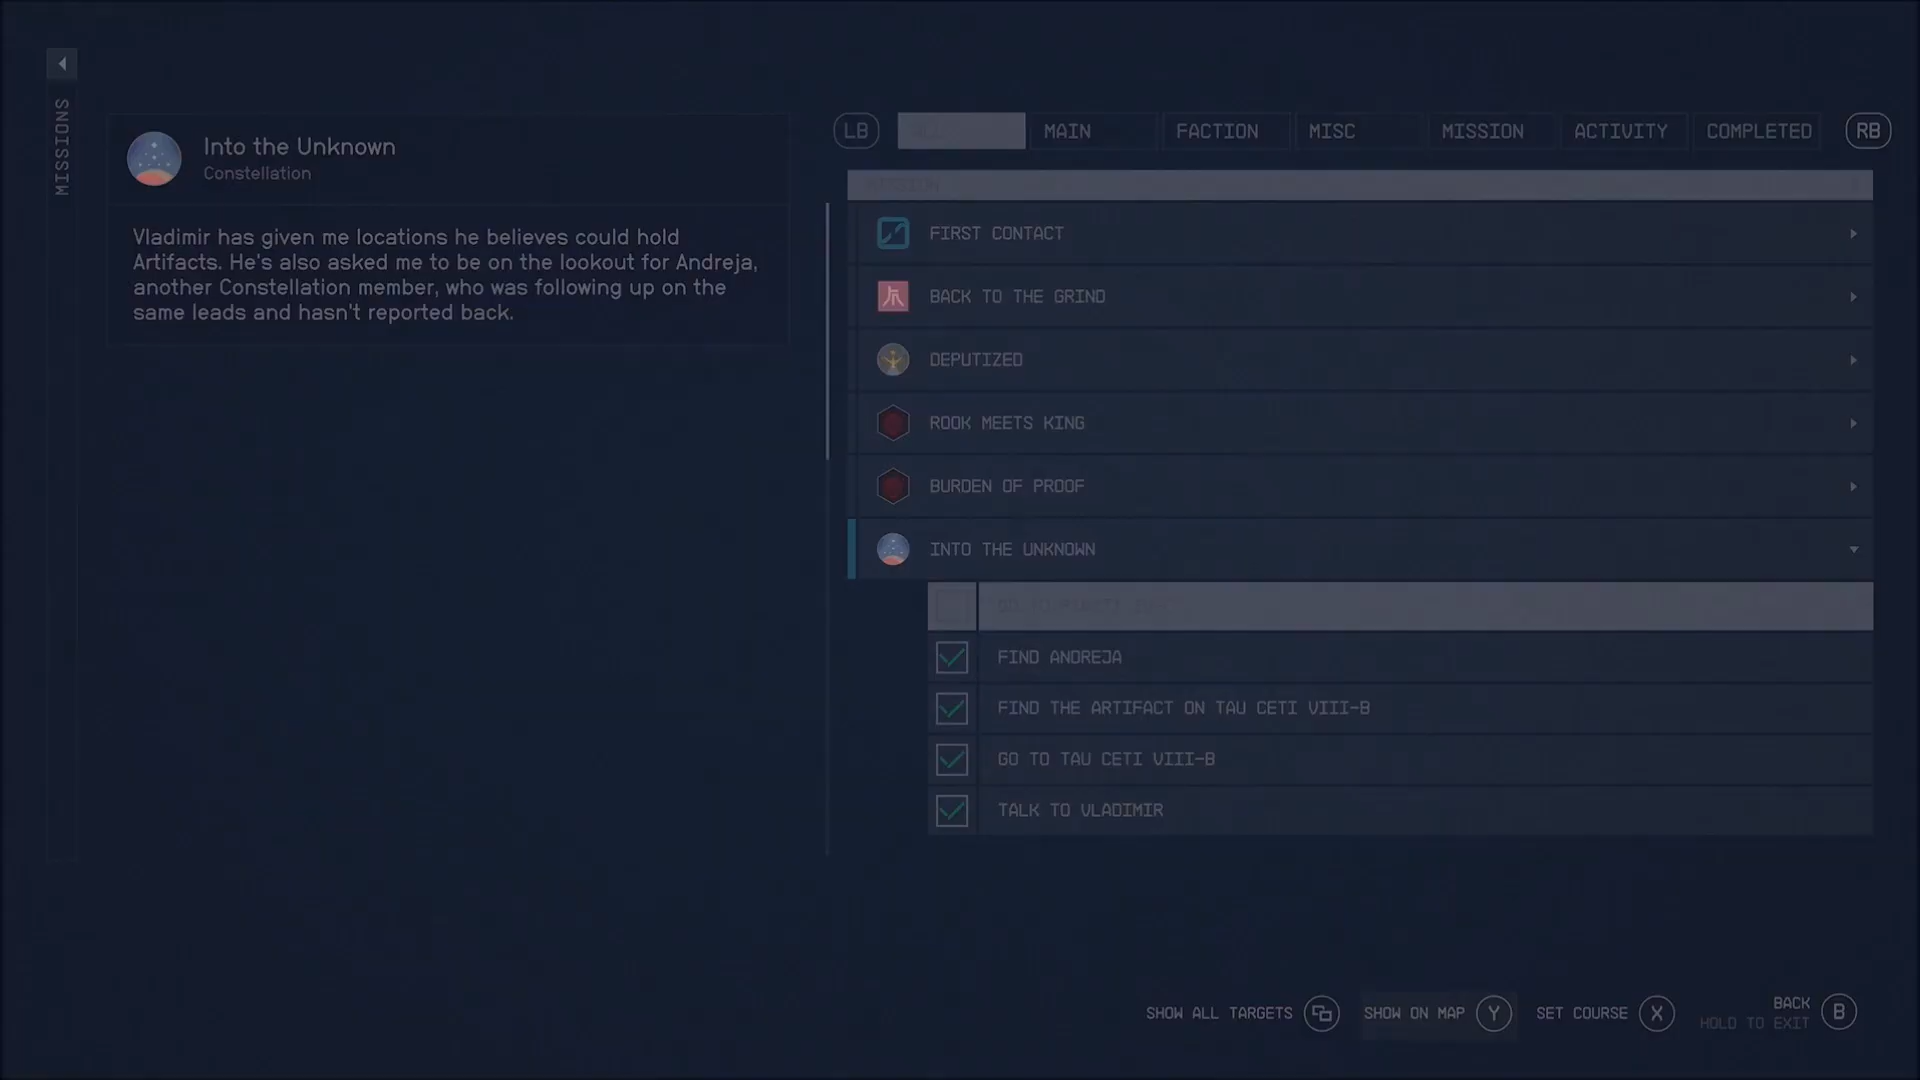 MISSIONS
Into the Unknown
Constellation
Vladimir has given me locations he believes could hold
Artifacts. He's also asked me to be on the lookout for Andreja,
another Constellation member, who was following up on the
same leads and hasn't reported back.
LB
MAIN
FACTION
MISC
MISSION
ACTIVITY
COMPLETED
RB
MISSION
FIRST CONTACT
BACK TO THE GRIND
DEPUTIZED
ROOK MEETS KING
BURDEN OF PROOF
INTO THE UNKNOWN
GO TO
FIND ANDREJA
FIND THE ARTIFACT ON TAU CETI VIII-B
GO TO TAU CETI VIII-B
TALK TO VLADIMIR
SHOW ALL TARGETS
SHOW ON MAP Y
SET COURSE X
BACK B
HOLD TO EXIT